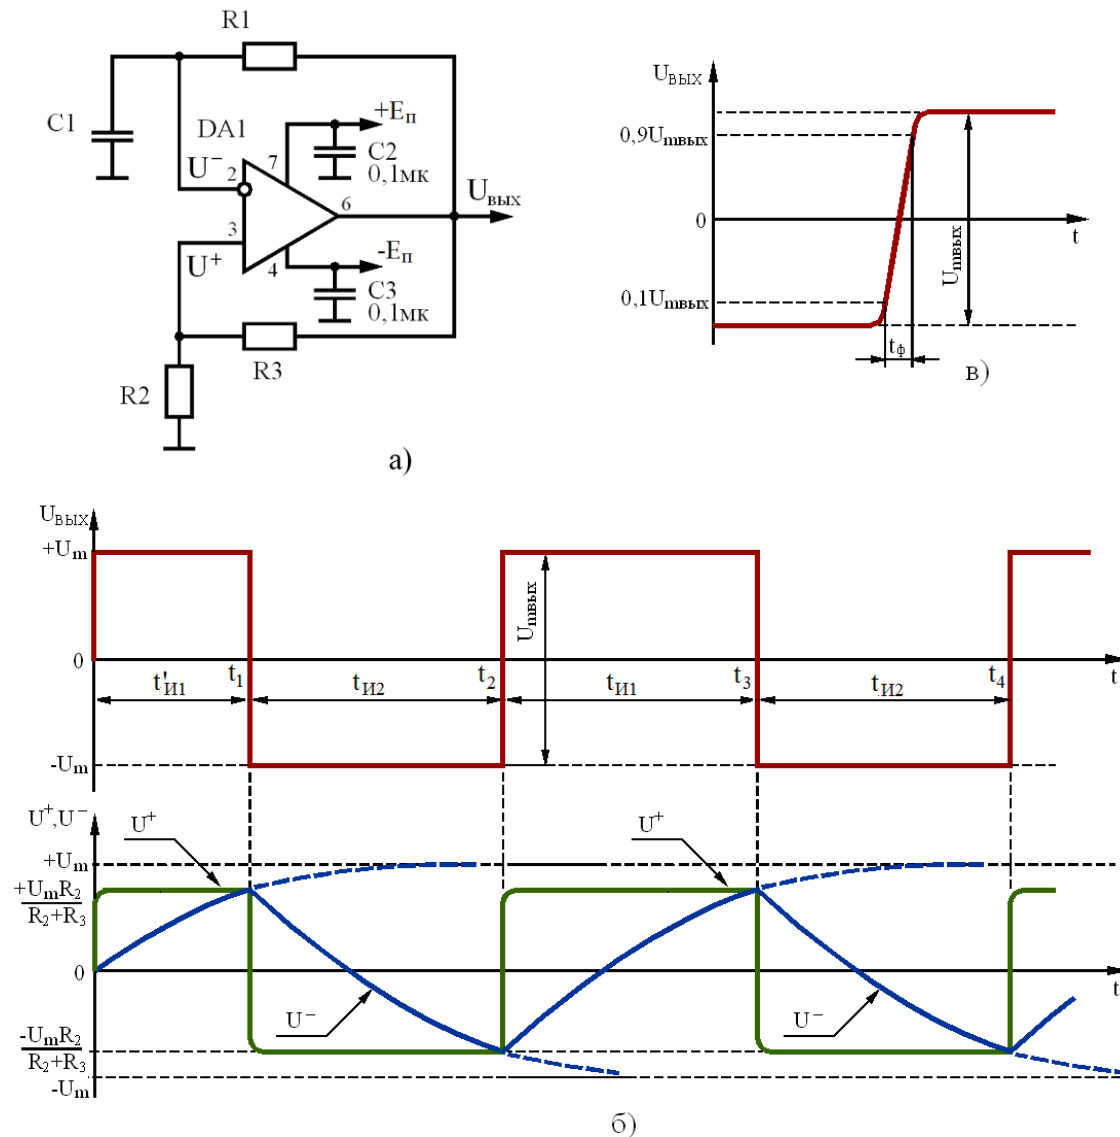 R1
C1
DA1
+Eп
C2
0,1мк
7
U⁻
2
6
Uвых
3
U⁺
4
-Eп
C3
0,1мк
R3
R2
а)
Uвых
0,9Umвых
0
t
Umвых
0,1Umвых
tф
в)
Uвых
+Um
Umвых
0
t'И1
t1
tИ2
t2
tИ1
t3
tИ2
t4
t
-Um
U⁺,U⁻
U⁺
U⁺
+Um
+UmR2
R2+R3
0
t
U⁻
U⁻
-UmR2
R2+R3
-Um
б)